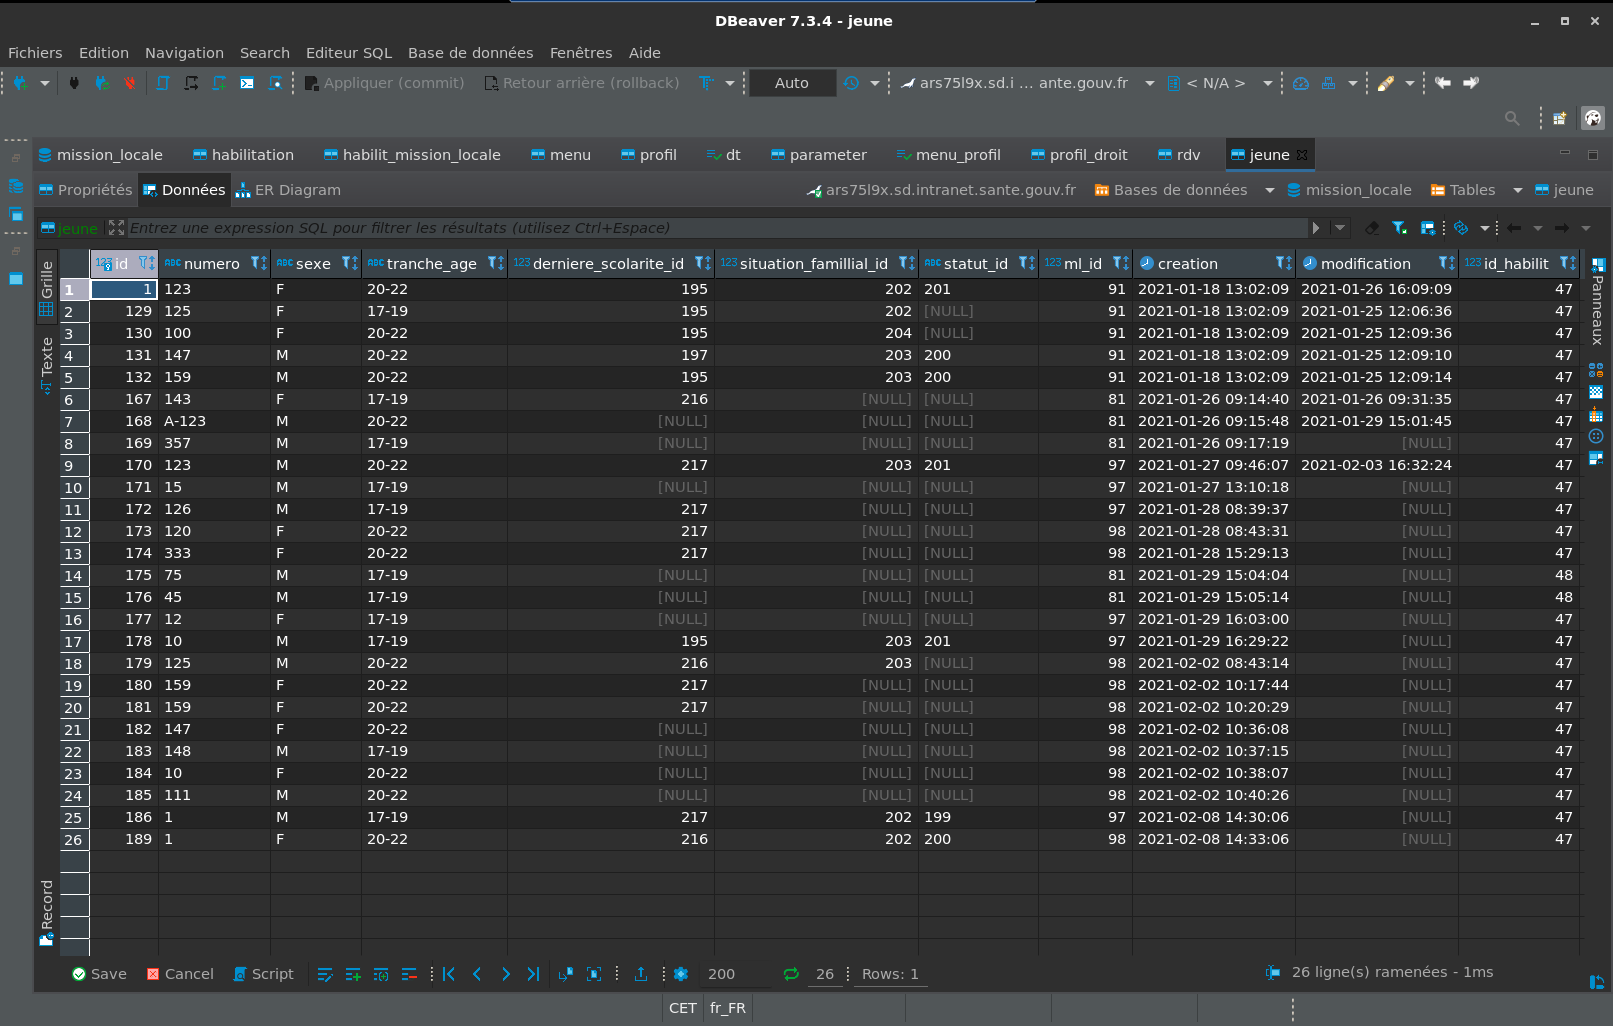 DBeaver 7.3.4 - jeune
Fichiers Edition Navigation Search Editeur SQL Base de données Fenêtres Aide
Appliquer (commit) Retour arrière (rollback) Auto ars75l9x.sd.i ... ante.gouv.fr < N/A >
mission_locale habilitation habilit_mission_locale menu profil dt parameter menu_profil profil_droit rdv jeune
Propriétés Données ER Diagram ars75l9x.sd.intranet.sante.gouv.fr Bases de données mission_locale Tables jeune
jeune Entrez une expression SQL pour filtrer les résultats (utilisez Ctrl+Espace)
Grille
Texte
Record
Panneaux
123 id ABC numero ABC sexe ABC tranche_age 123 derniere_scolarite_id 123 situation_famillial_id ABC statut_id 123 ml_id creation modification 123 id_habilit
1 1 123 F 20-22 195 202 201 91 2021-01-18 13:02:09 2021-01-26 16:09:09 47
2 129 125 F 17-19 195 202 [NULL] 91 2021-01-18 13:02:09 2021-01-25 12:06:36 47
3 130 100 F 20-22 195 204 [NULL] 91 2021-01-18 13:02:09 2021-01-25 12:09:36 47
4 131 147 M 20-22 197 203 200 91 2021-01-18 13:02:09 2021-01-25 12:09:10 47
5 132 159 M 20-22 195 203 200 91 2021-01-18 13:02:09 2021-01-25 12:09:14 47
6 167 143 F 17-19 216 [NULL] [NULL] 81 2021-01-26 09:14:40 2021-01-26 09:31:35 47
7 168 A-123 M 20-22 [NULL] [NULL] [NULL] 81 2021-01-26 09:15:48 2021-01-29 15:01:45 47
8 169 357 M 17-19 [NULL] [NULL] [NULL] 81 2021-01-26 09:17:19 [NULL] 47
9 170 123 M 20-22 217 203 201 97 2021-01-27 09:46:07 2021-02-03 16:32:24 47
10 171 15 M 17-19 [NULL] [NULL] [NULL] 97 2021-01-27 13:10:18 [NULL] 47
11 172 126 M 17-19 217 [NULL] [NULL] 97 2021-01-28 08:39:37 [NULL] 47
12 173 120 F 20-22 217 [NULL] [NULL] 98 2021-01-28 08:43:31 [NULL] 47
13 174 333 F 20-22 217 [NULL] [NULL] 98 2021-01-28 15:29:13 [NULL] 47
14 175 75 M 17-19 [NULL] [NULL] [NULL] 81 2021-01-29 15:04:04 [NULL] 48
15 176 45 M 17-19 [NULL] [NULL] [NULL] 81 2021-01-29 15:05:14 [NULL] 48
16 177 12 F 17-19 [NULL] [NULL] [NULL] 97 2021-01-29 16:03:00 [NULL] 47
17 178 10 M 17-19 195 203 201 97 2021-01-29 16:29:22 [NULL] 47
18 179 125 M 20-22 216 203 [NULL] 98 2021-02-02 08:43:14 [NULL] 47
19 180 159 F 20-22 217 [NULL] [NULL] 98 2021-02-02 10:17:44 [NULL] 47
20 181 159 F 20-22 217 [NULL] [NULL] 98 2021-02-02 10:20:29 [NULL] 47
21 182 147 F 20-22 [NULL] [NULL] [NULL] 98 2021-02-02 10:36:08 [NULL] 47
22 183 148 M 17-19 [NULL] [NULL] [NULL] 98 2021-02-02 10:37:15 [NULL] 47
23 184 10 F 20-22 [NULL] [NULL] [NULL] 98 2021-02-02 10:38:07 [NULL] 47
24 185 111 M 20-22 [NULL] [NULL] [NULL] 98 2021-02-02 10:40:26 [NULL] 47
25 186 1 M 17-19 217 202 199 97 2021-02-08 14:30:06 [NULL] 47
26 189 1 F 20-22 216 202 200 98 2021-02-08 14:33:06 [NULL] 47
Save Cancel Script 200 26 Rows: 1 26 ligne(s) ramenées - 1ms
CET fr_FR